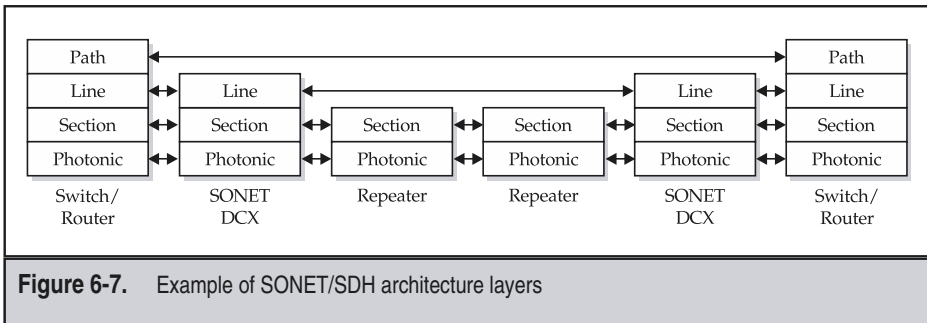 Path Path
Line Line Line Line
Section Section Section Section Section Section
Photonic Photonic Photonic Photonic Photonic Photonic
Switch/ SONET Repeater Repeater SONET Switch/
Router DCX DCX Router
Figure 6-7. Example of SONET/SDH architecture layers